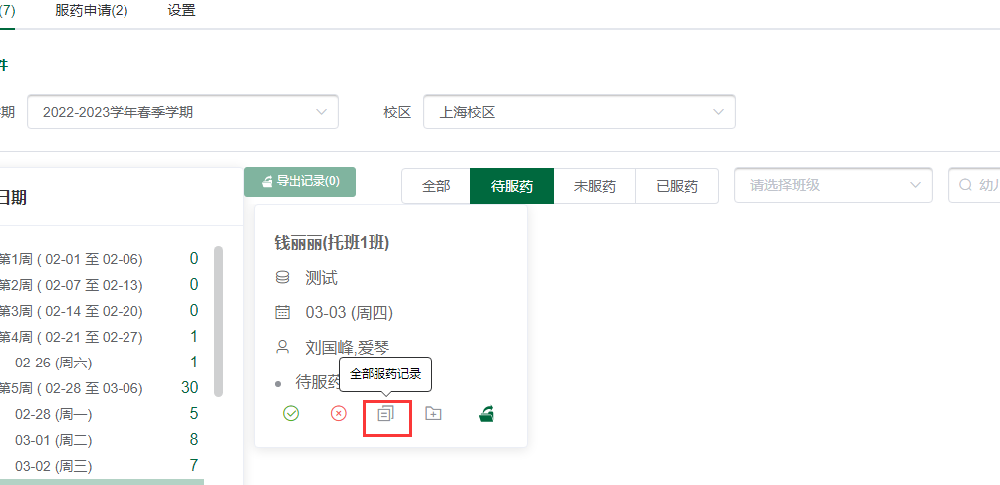 (7) 服药申请(2) 设置
件
期 2022-2023学年春季学期 校区 上海校区
日期
导出记录(0) 全部 待服药 未服药 已服药 请选择班级 幼
第1周 ( 02-01 至 02-06) 0
第2周 ( 02-07 至 02-13) 0
第3周 ( 02-14 至 02-20) 0
第4周 ( 02-21 至 02-27) 1
02-26 (周六) 1
第5周 ( 02-28 至 03-06) 30
02-28 (周一) 5
03-01 (周二) 8
03-02 (周三) 7
钱丽丽(托班1班)
测试
03-03 (周四)
刘国峰,爱琴
待服药
全部服药记录